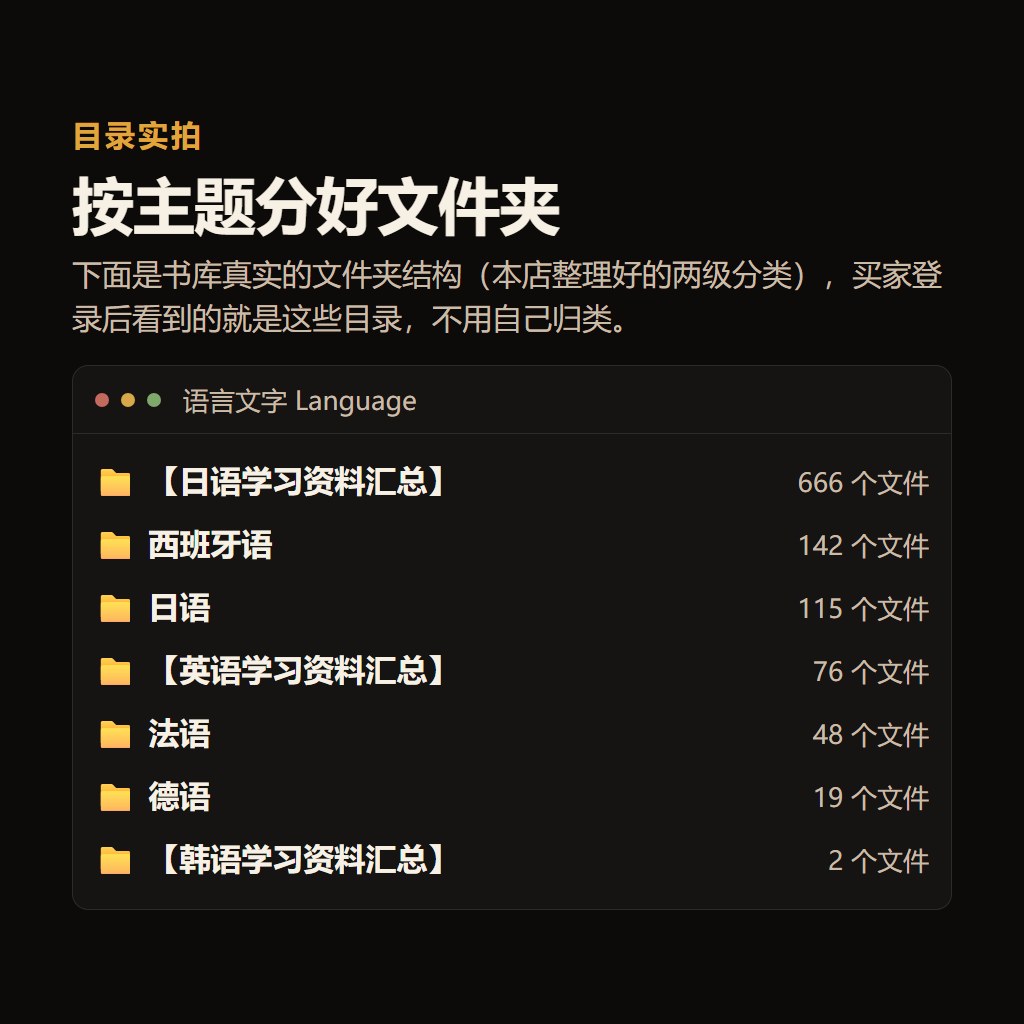 目录实拍
按主题分好文件夹
下面是书库真实的文件夹结构（本店整理好的两级分类），买家登
录后看到的就是这些目录，不用自己归类。
语言文字 Language
【日语学习资料汇总】 666 个文件
西班牙语 142 个文件
日语 115 个文件
【英语学习资料汇总】 76 个文件
法语 48 个文件
德语 19 个文件
【韩语学习资料汇总】 2 个文件